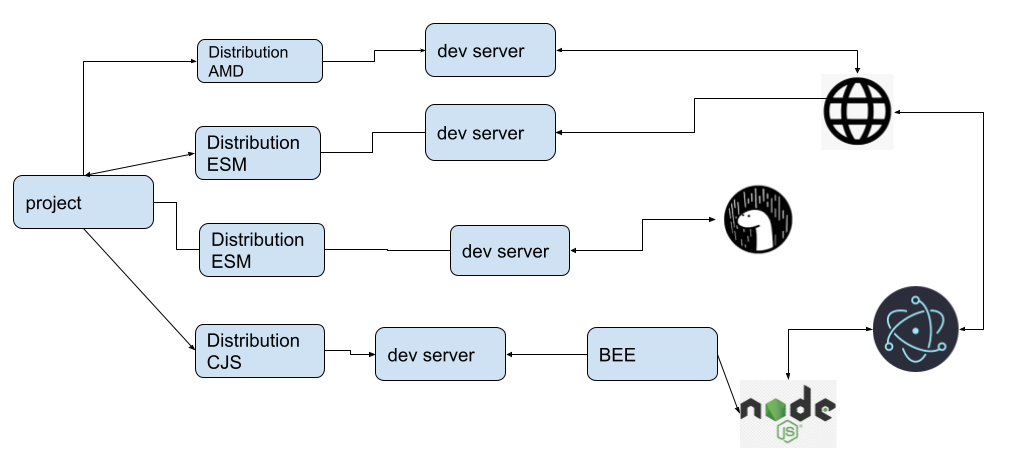 Distribution
AMD
dev server
Distribution
ESM
dev server
project
Distribution
ESM
dev server
Distribution
CJS
dev server
BEE
node
JS